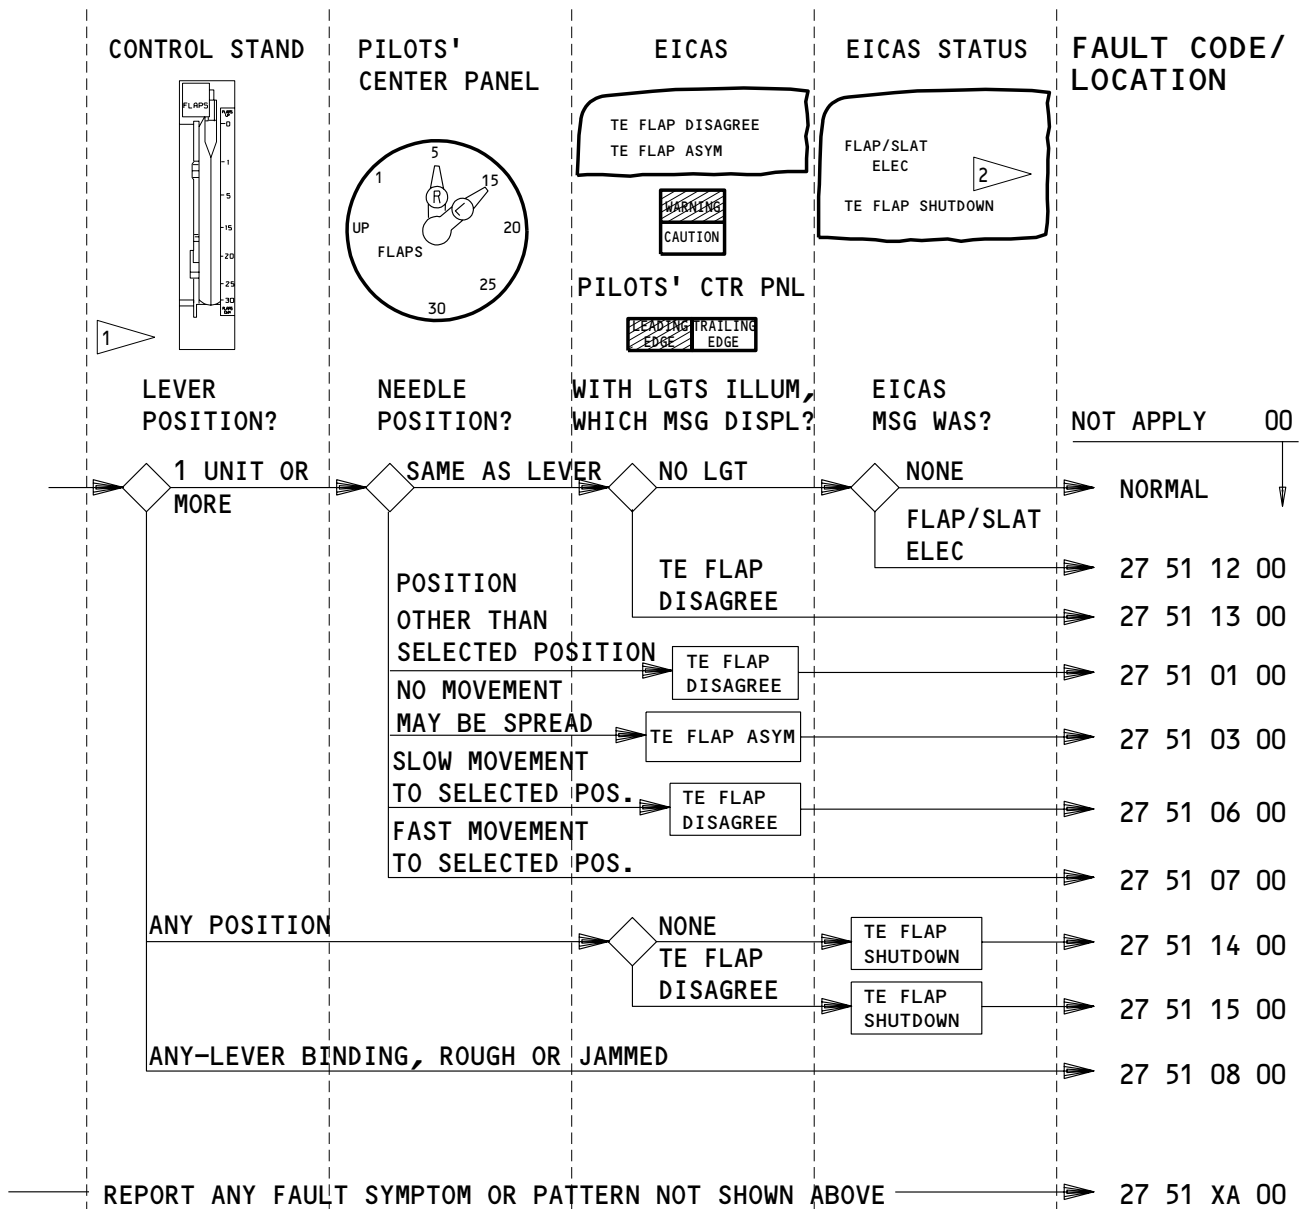 CONTROL STAND
PILOTS'
CENTER PANEL
EICAS
EICAS STATUS
FAULT CODE/
LOCATION
FLAPS
0
1
5
15
20
25
30
1
5
R
L
15
1
UP
20
FLAPS
25
30
TE FLAP DISAGREE
TE FLAP ASYM
WARNING
CAUTION
PILOTS' CTR PNL
LEADING
EDGE
TRAILING
EDGE
FLAP/SLAT
ELEC
2
TE FLAP SHUTDOWN
LEVER
POSITION?
NEEDLE
POSITION?
WITH LGTS ILLUM,
WHICH MSG DISPL?
EICAS
MSG WAS?
NOT APPLY 00
1 UNIT OR
MORE
SAME AS LEVER
NO LGT
NONE
NORMAL
FLAP/SLAT
ELEC
27 51 12 00
TE FLAP
DISAGREE
27 51 13 00
POSITION
OTHER THAN
SELECTED POSITION
TE FLAP
DISAGREE
27 51 01 00
NO MOVEMENT
MAY BE SPREAD
TE FLAP ASYM
27 51 03 00
SLOW MOVEMENT
TO SELECTED POS.
TE FLAP
DISAGREE
27 51 06 00
FAST MOVEMENT
TO SELECTED POS.
27 51 07 00
ANY POSITION
NONE
TE FLAP
SHUTDOWN
27 51 14 00
TE FLAP
DISAGREE
TE FLAP
SHUTDOWN
27 51 15 00
ANY-LEVER BINDING, ROUGH OR JAMMED
27 51 08 00
REPORT ANY FAULT SYMPTOM OR PATTERN NOT SHOWN ABOVE
27 51 XA 00